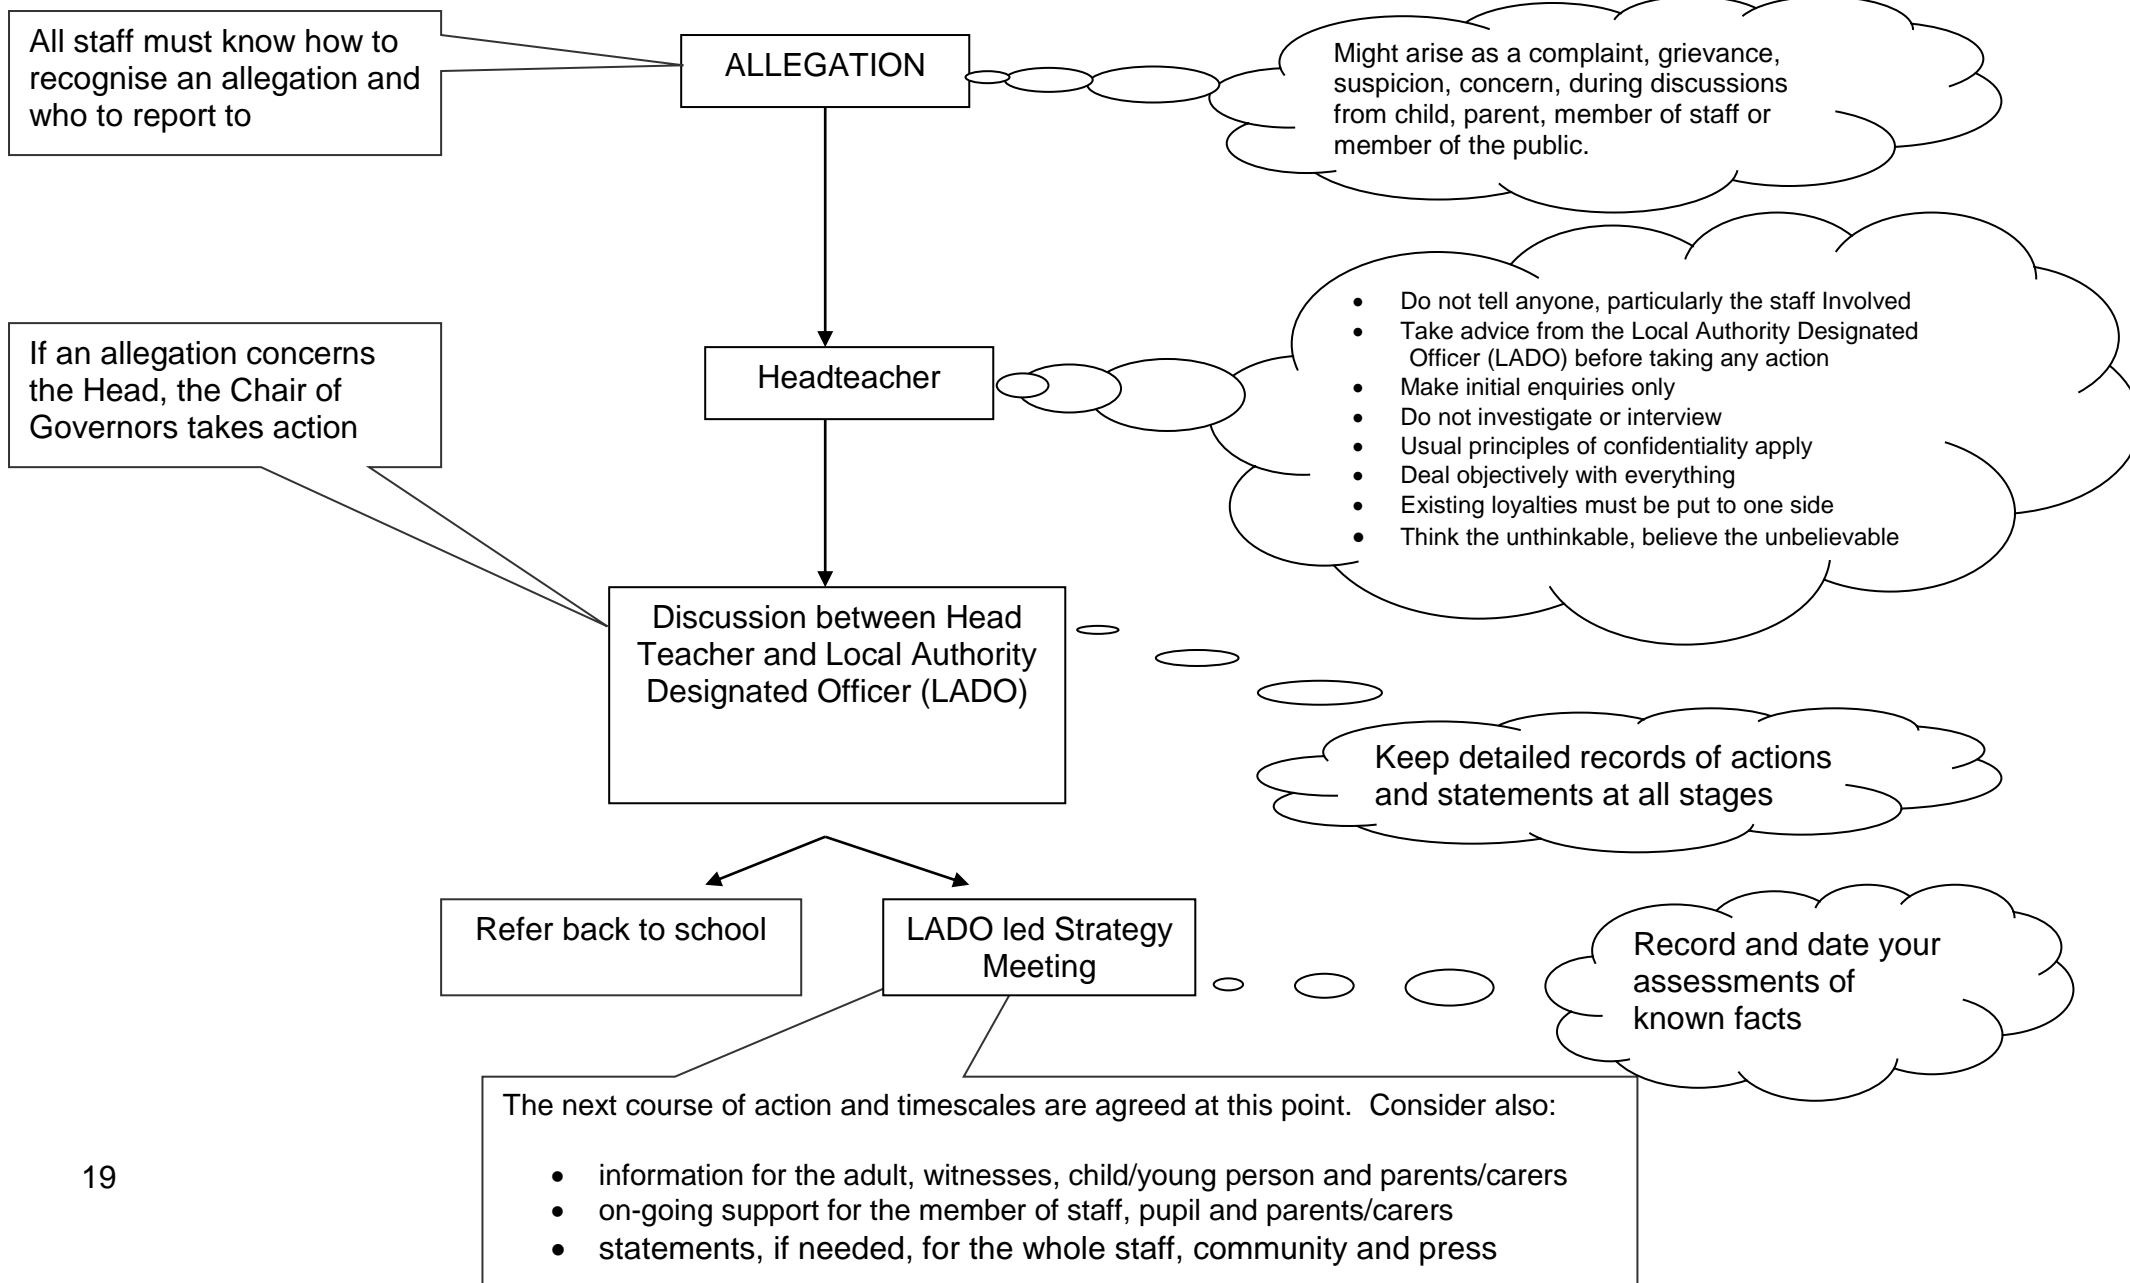 All staff must know how to
recognise an allegation and
who to report to
ALLEGATION
Might arise as a complaint, grievance,
suspicion, concern, during discussions
from child, parent, member of staff or
member of the public.
If an allegation concerns
the Head, the Chair of
Governors takes action
Headteacher
• Do not tell anyone, particularly the staff Involved
• Take advice from the Local Authority Designated
Officer (LADO) before taking any action
• Make initial enquiries only
• Do not investigate or interview
• Usual principles of confidentiality apply
• Deal objectively with everything
• Existing loyalties must be put to one side
• Think the unthinkable, believe the unbelievable
Discussion between Head
Teacher and Local Authority
Designated Officer (LADO)
Keep detailed records of actions
and statements at all stages
Refer back to school
LADO led Strategy
Meeting
Record and date your
assessments of
known facts
The next course of action and timescales are agreed at this point.  Consider also:
• information for the adult, witnesses, child/young person and parents/carers
• on-going support for the member of staff, pupil and parents/carers
• statements, if needed, for the whole staff, community and press
19